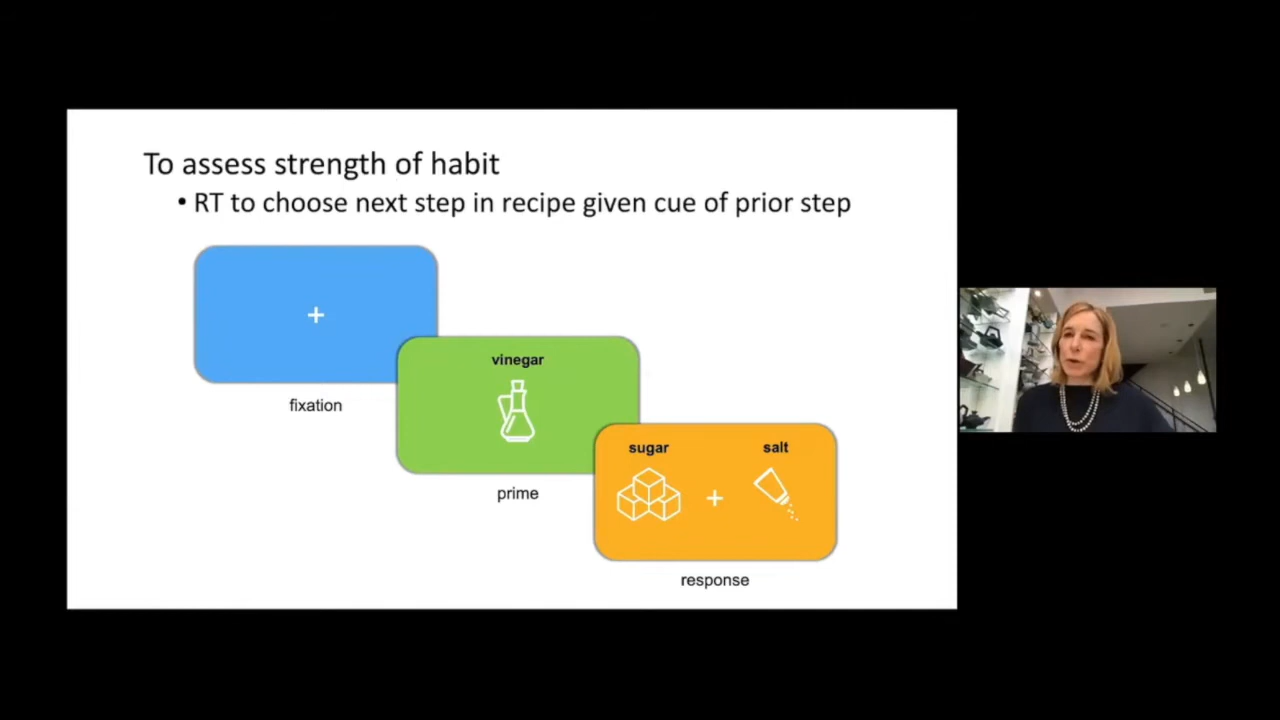 To assess strength of habit
• RT to choose next step in recipe given cue of prior step
+
fixation
vinegar
prime
sugar salt
+
response